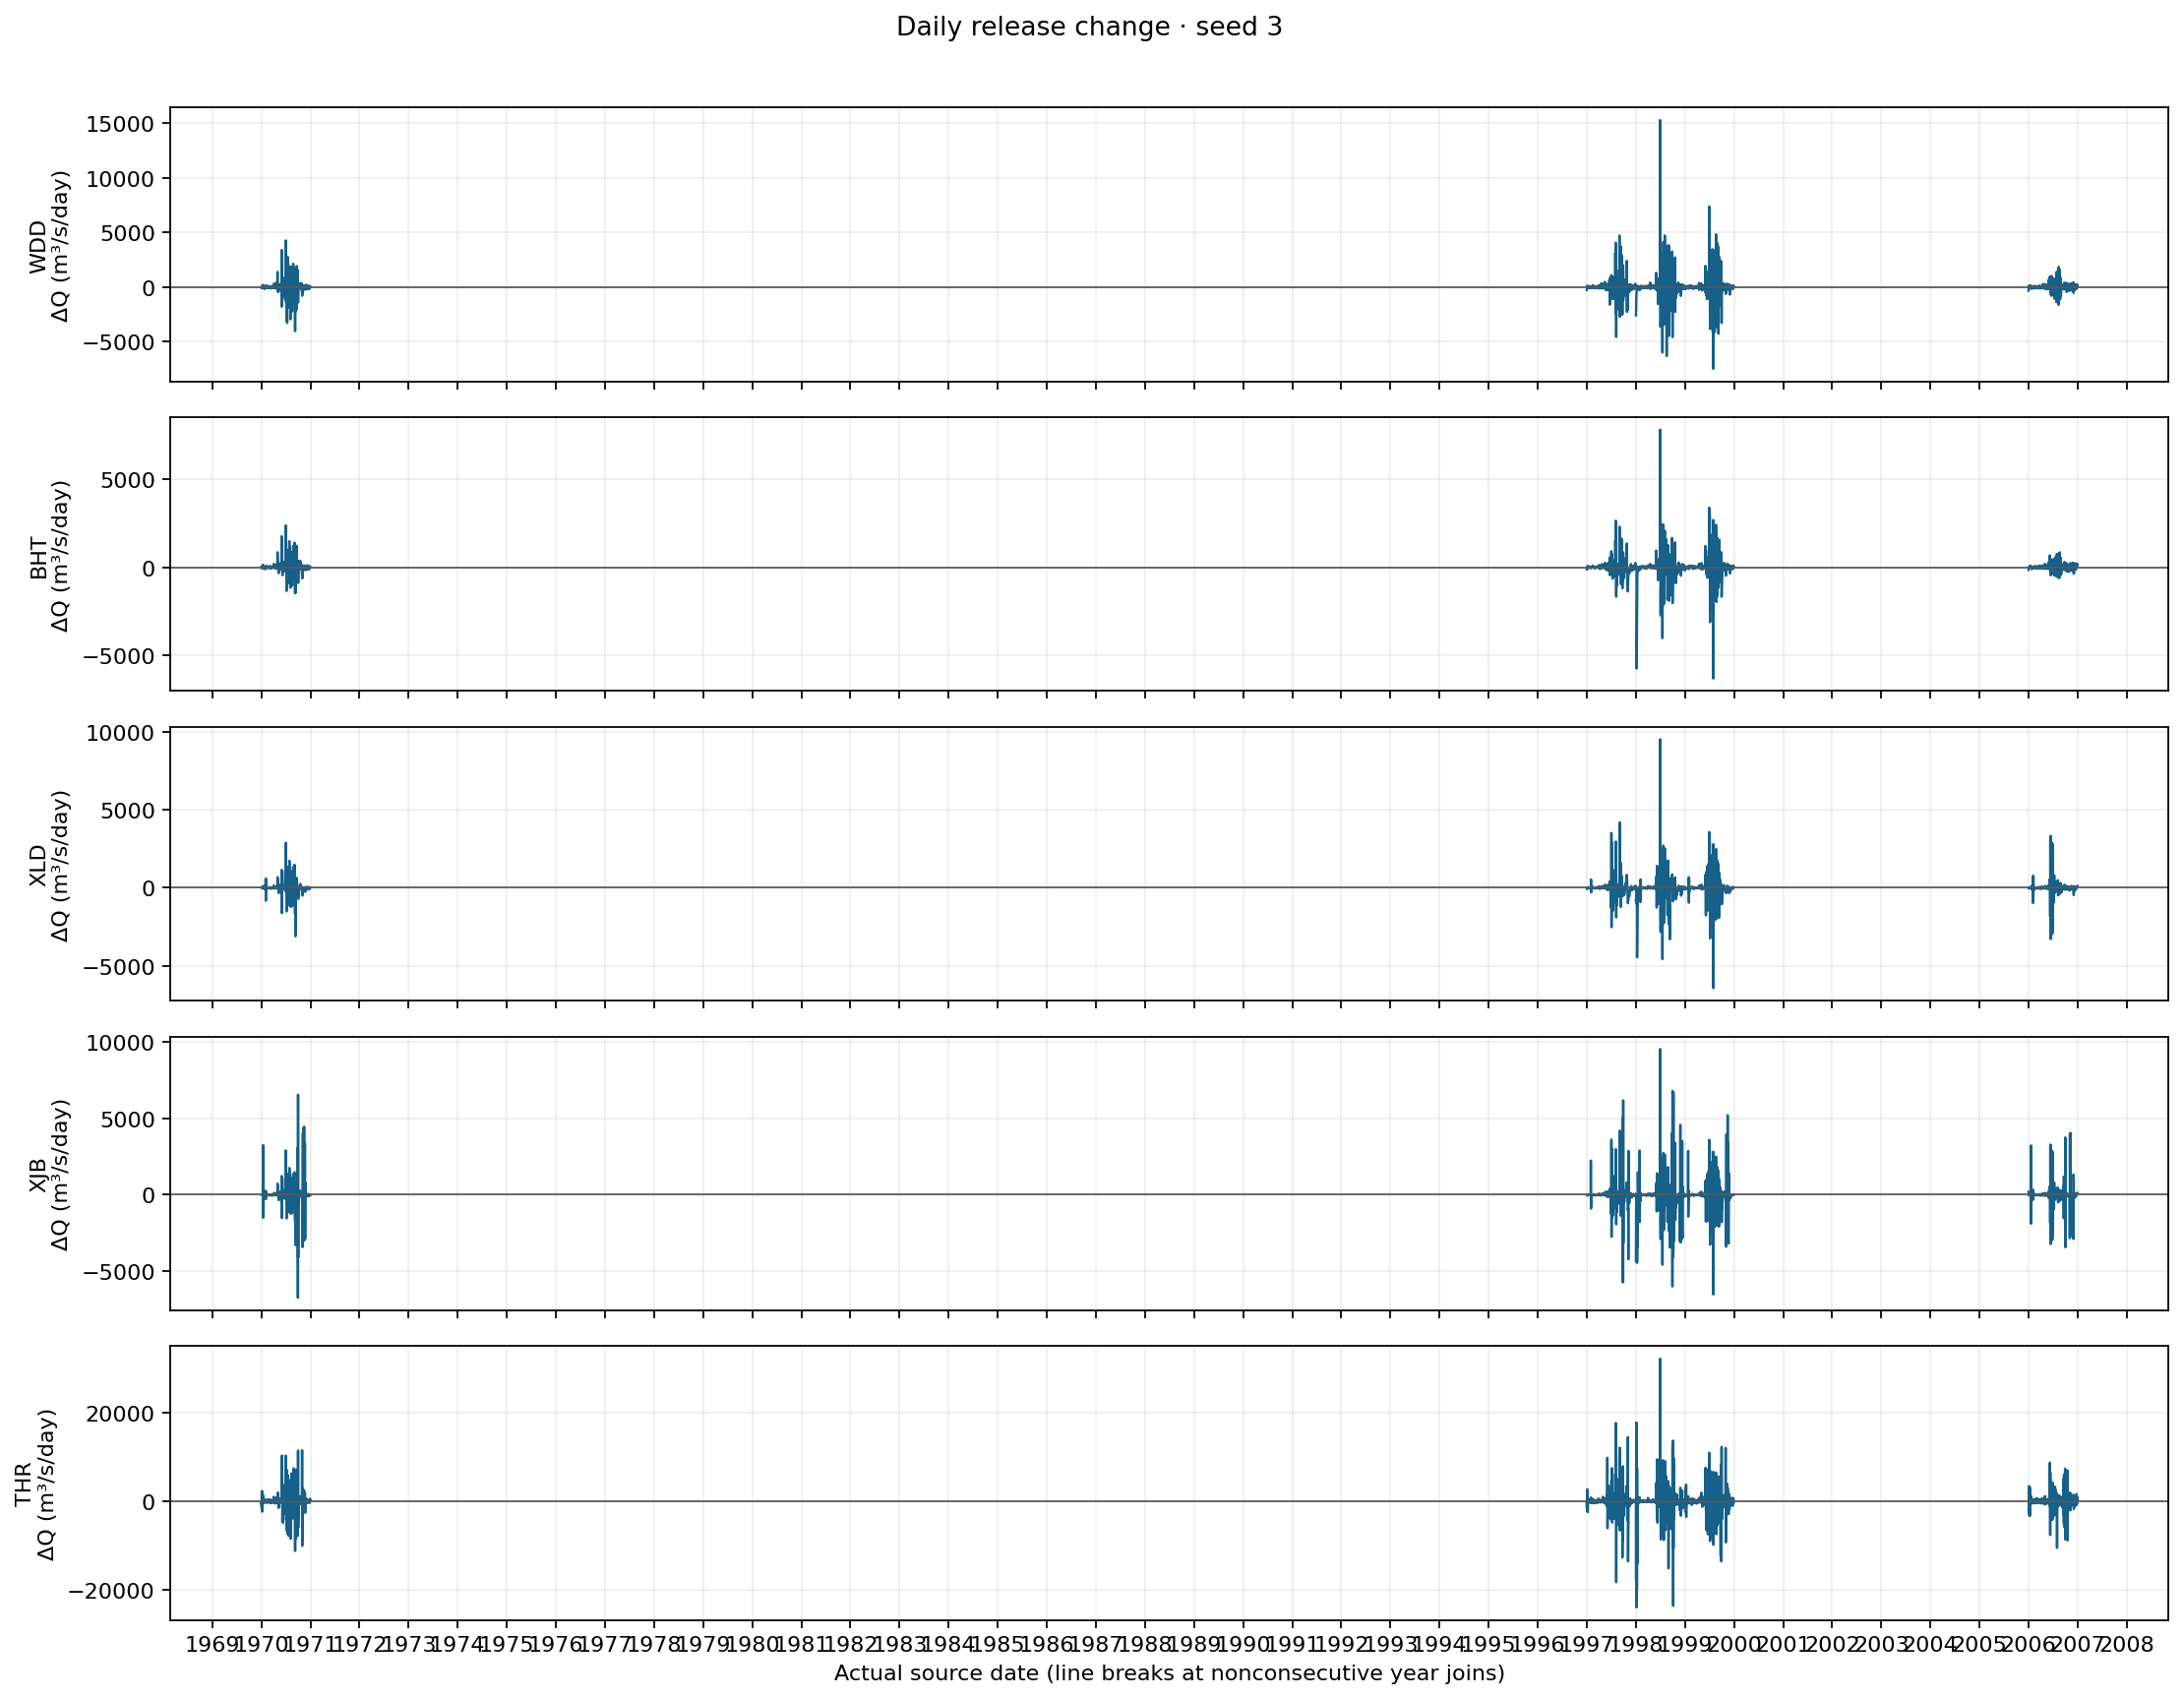 Daily release change · seed 3
15000
10000
5000
0
−5000
WDD
ΔQ (m³/s/day)
5000
0
−5000
BHT
ΔQ (m³/s/day)
10000
5000
0
−5000
XLD
ΔQ (m³/s/day)
10000
5000
0
−5000
XJB
ΔQ (m³/s/day)
20000
0
−20000
THR
ΔQ (m³/s/day)
1969 1970 1971 1972 1973 1974 1975 1976 1977 1978 1979 1980 1981 1982 1983 1984 1985 1986 1987 1988 1989 1990 1991 1992 1993 1994 1995 1996 1997 1998 1999 2000 2001 2002 2003 2004 2005 2006 2007 2008
Actual source date (line breaks at nonconsecutive year joins)